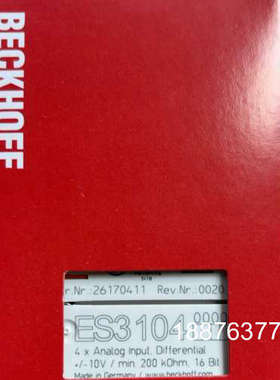 BECKHOFF
r.Nr.:26170411 Rev.Nr.:0020
ES3104 0000
18876377
4 x Analog Input, Differential
+/-10V / min. 200 kOhm, 16 Bit
Made in Germany / www.beckhoff.com